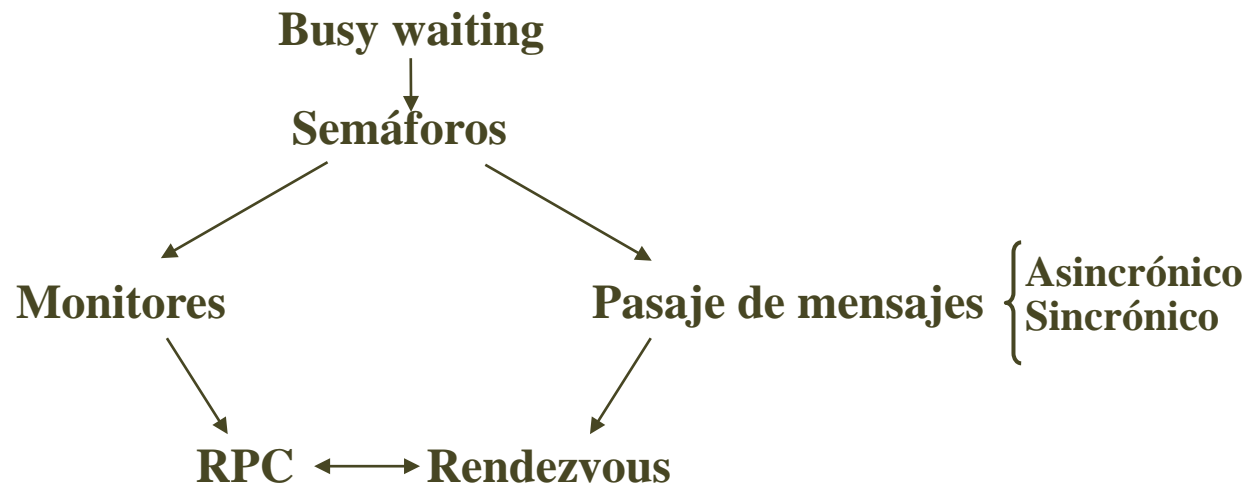 Busy waiting
Semáforos
Monitores
Pasaje de mensajes
Asincrónico
Sincrónico
RPC
Rendezvous